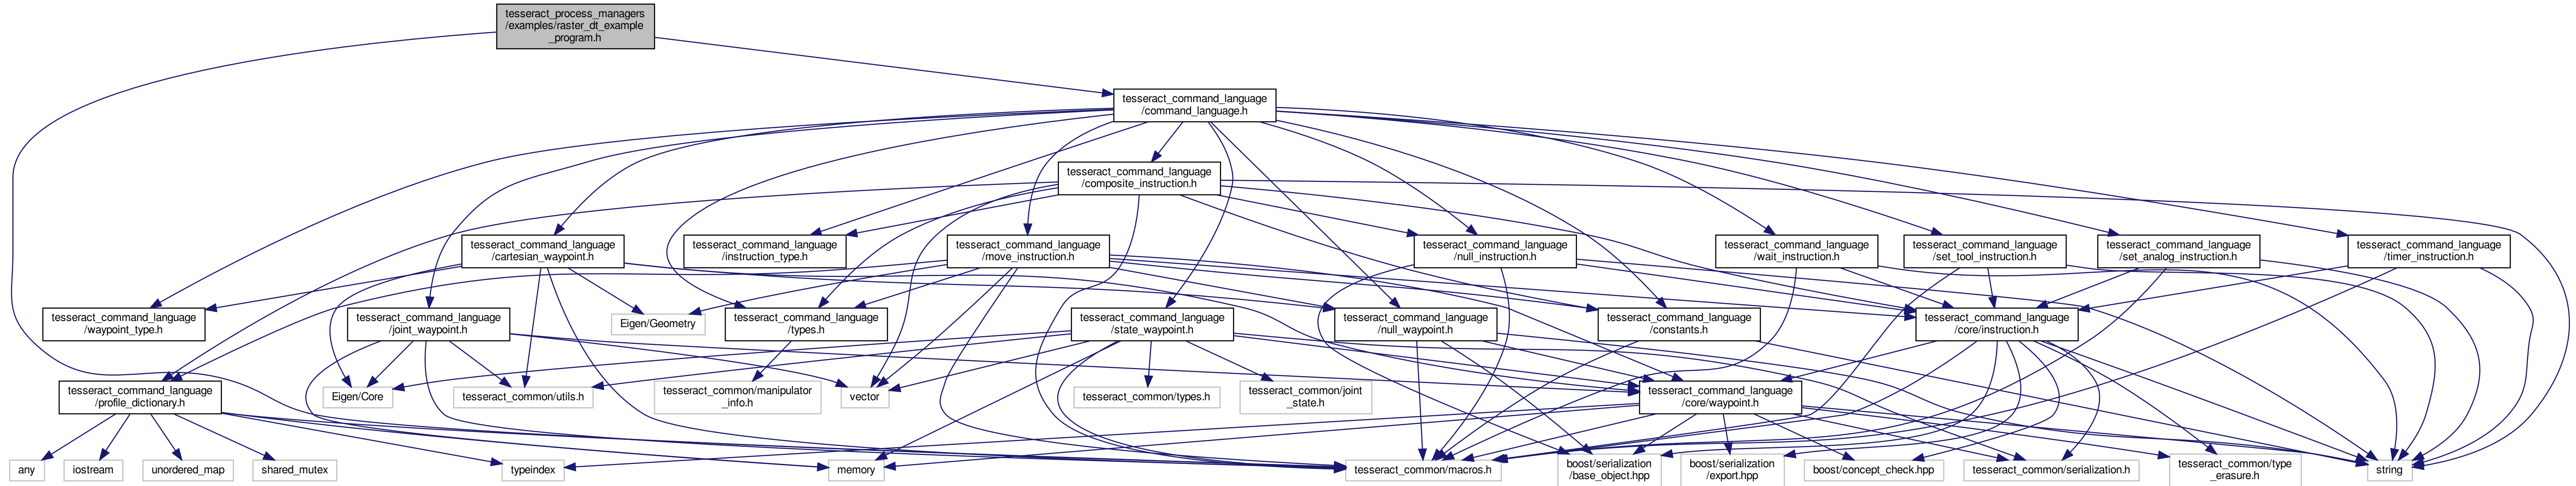 tesseract_process_managers
/examples/raster_dt_example
_program.h
tesseract_command_language
/command_language.h
tesseract_command_language
/composite_instruction.h
tesseract_command_language
/cartesian_waypoint.h
tesseract_command_language
/instruction_type.h
tesseract_command_language
/move_instruction.h
tesseract_command_language
/null_instruction.h
tesseract_command_language
/wait_instruction.h
tesseract_command_language
/set_tool_instruction.h
tesseract_command_language
/set_analog_instruction.h
tesseract_command_language
/timer_instruction.h
tesseract_command_language
/waypoint_type.h
tesseract_command_language
/joint_waypoint.h
Eigen/Geometry
tesseract_command_language
/types.h
tesseract_command_language
/state_waypoint.h
tesseract_command_language
/null_waypoint.h
tesseract_command_language
/constants.h
tesseract_command_language
/core/instruction.h
tesseract_command_language
/profile_dictionary.h
Eigen/Core
tesseract_common/utils.h
tesseract_common/manipulator
_info.h
vector
tesseract_common/types.h
tesseract_common/joint
_state.h
tesseract_command_language
/core/waypoint.h
any
iostream
unordered_map
shared_mutex
typeindex
memory
tesseract_common/macros.h
boost/serialization
/base_object.hpp
boost/serialization
/export.hpp
boost/concept_check.hpp
tesseract_common/serialization.h
tesseract_common/type
_erasure.h
string